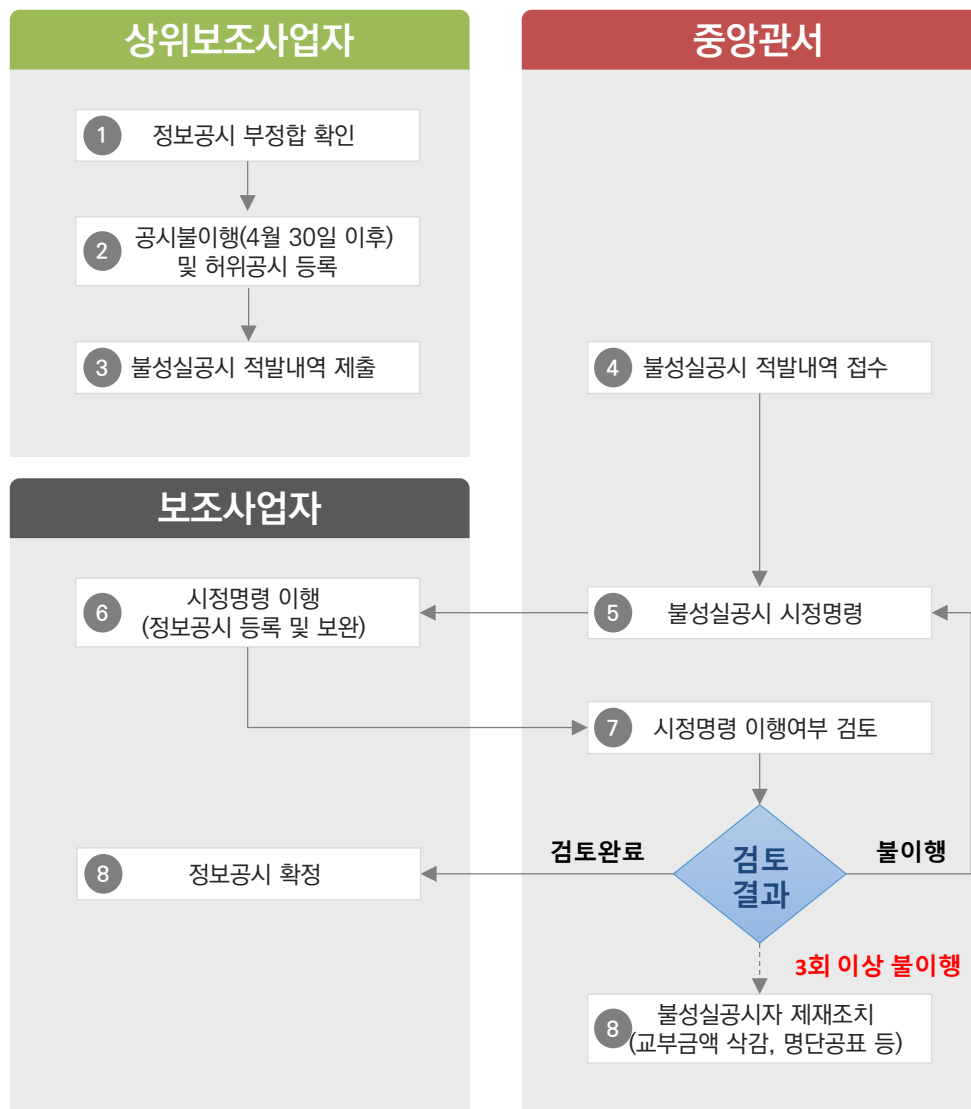 상위보조사업자
중앙관서
1 정보공시 부정합 확인
2 공시불이행(4월 30일 이후)
및 허위공시 등록
3 불성실공시 적발내역 제출
4 불성실공시 적발내역 접수
보조사업자
6 시정명령 이행
(정보공시 등록 및 보완)
5 불성실공시 시정명령
7 시정명령 이행여부 검토
검토완료
검토
결과
불이행
8 정보공시 확정
3회 이상 불이행
8 불성실공시자 제재조치
(교부금액 삭감, 명단공표 등)